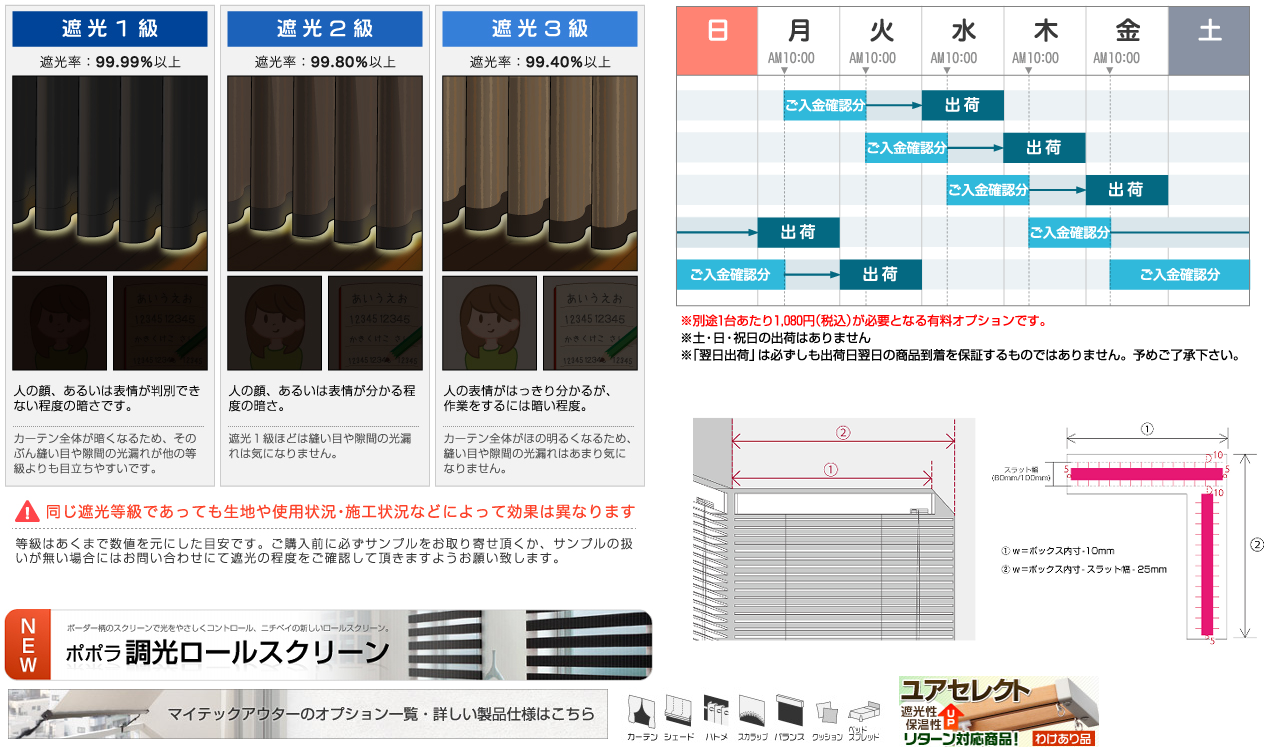 遮光1級
遮光率：99.99%以上
人の顔、あるいは表情が判別でき
ない程度の暗さです。
カーテン全体が暗くなるため、その
ぶん縫い目や隙間の光漏れが他の等
級よりも目立ちやすいです。
遮光2級
遮光率：99.80%以上
あいうえお
12345 12345
かきくけこ
12345 12345
人の顔、あるいは表情が分かる程
度の暗さ。
遮光1級ほどは縫い目や隙間の光漏
れは気になりません。
遮光3級
遮光率：99.40%以上
あいうえお
12345 12345
かきくけこ
12345 12345
人の表情がはっきり分かるが、
作業をするには暗い程度。
カーテン全体がほの明るくなるため、
縫い目や隙間の光漏れはあまり気に
なりません。
同じ遮光等級であっても生地や使用状況・施工状況などによって効果は異なります
等級はあくまで数値を元にした目安です。ご購入前に必ずサンプルをお取り寄せ頂くか、サンプルの扱
いが無い場合にはお問い合わせにて遮光の程度をご確認して頂きますようお願い致します。
日 月 火 水 木 金 土
AM10:00 AM10:00 AM10:00 AM10:00 AM10:00
ご入金確認分 出荷
ご入金確認分 出荷
ご入金確認分 出荷
出荷 ご入金確認分
ご入金確認分 出荷 ご入金確認分
※別途1台あたり1,080円(税込)が必要となる有料オプションです。
※土・日・祝日の出荷はありません
※「翌日出荷」は必ずしも出荷日翌日の商品到着を保証するものではありません。予めご了承下さい。
②
①
①
スラット幅
(80mm/100mm)
5
10
5
10
②
5
① w＝ボックス内寸-10mm
② w＝ボックス内寸-スラット幅-25mm
NEW
ボーダー柄のスクリーンで光をやさしくコントロール、ニチベイの新しいロールスクリーン。
ポポラ 調光ロールスクリーン
マイテックアウターのオプション一覧・詳しい製品仕様はこちら
カーテン シェード ハトメ スカラップ バランス クッション ベッドスプレッド
ユアセレクト
遮光性
保温性
UP
リターン対応商品！
わけあり品